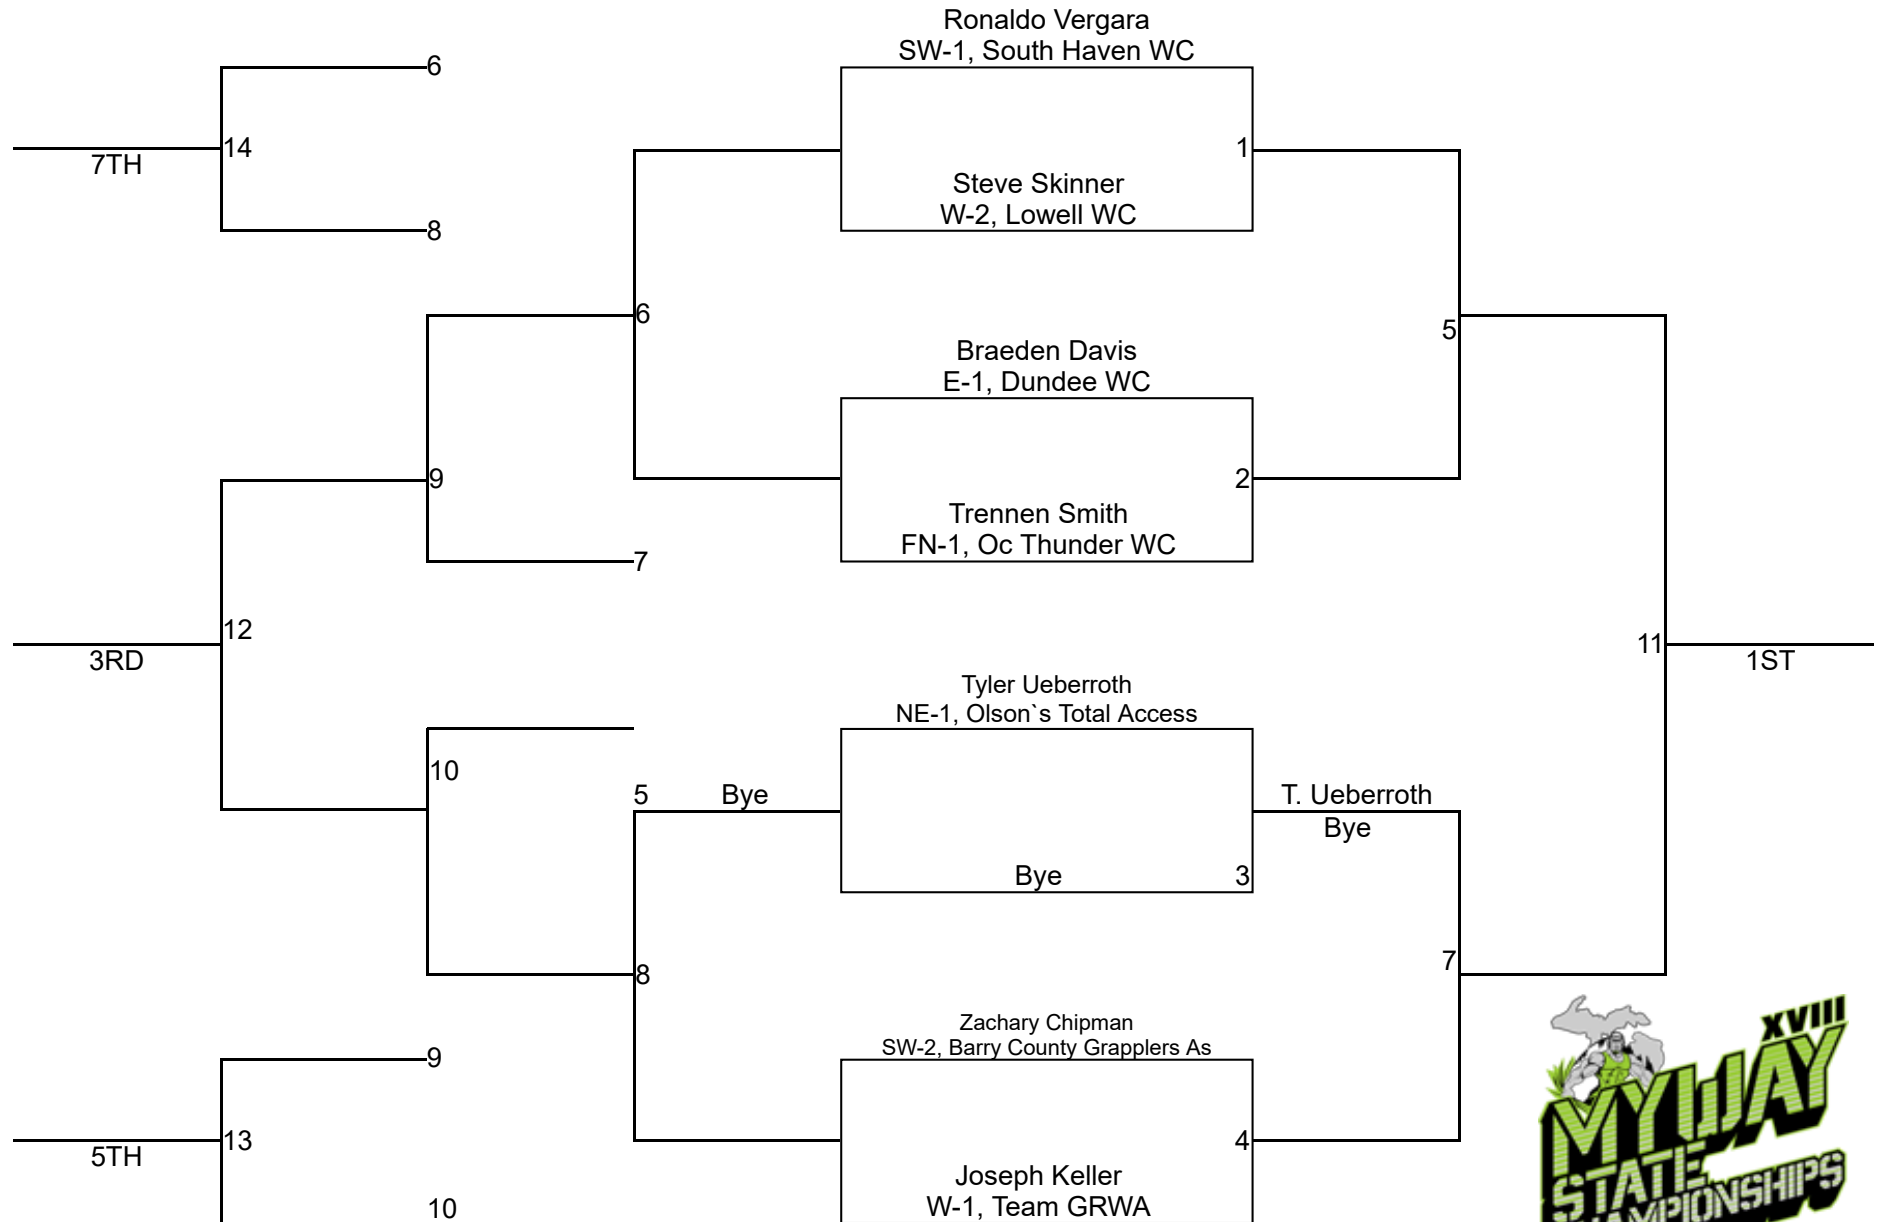 Ronaldo Vergara
SW-1, South Haven WC
6
14
7TH
1
Steve Skinner
W-2, Lowell WC
8
6
5
Braeden Davis
E-1, Dundee WC
9
2
Trennen Smith
FN-1, Oc Thunder WC
7
12
3RD
11
1ST
Tyler Ueberroth
NE-1, Olson`s Total Access
10
5
Bye
T. Ueberroth
Bye
Bye
3
8
7
Zachary Chipman
SW-2, Barry County Grapplers As
9
13
5TH
4
Joseph Keller
W-1, Team GRWA
10
XVIII
MYWAY
STATE
CHAMPIONSHIPS